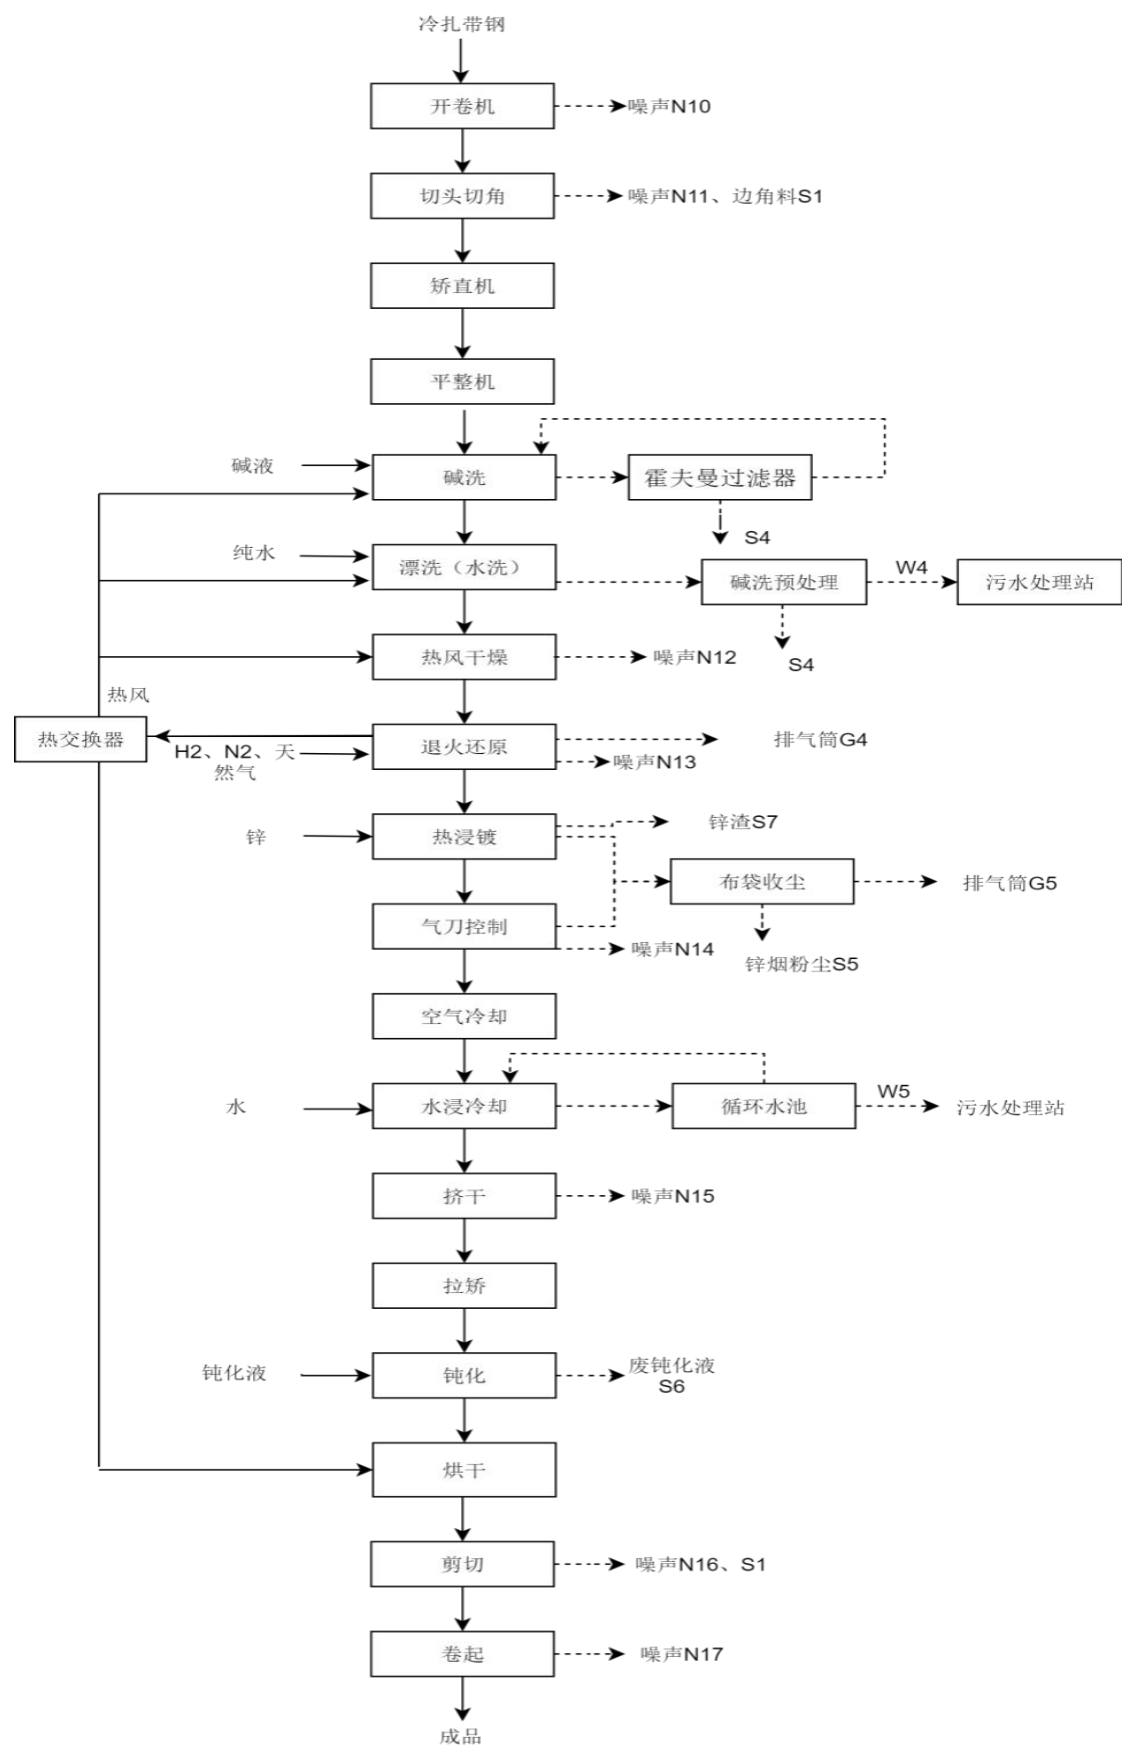 冷扎带钢
开卷机
噪声N10
切头切角
噪声N11、边角料S1
矫直机
平整机
碱液
碱洗
霍夫曼过滤器
S4
纯水
漂洗（水洗）
碱洗预处理
W4
污水处理站
S4
热风干燥
噪声N12
热风
热交换器
H2、N2、天
然气
退火还原
排气筒G4
噪声N13
锌
热浸镀
锌渣S7
布袋收尘
排气筒G5
气刀控制
噪声N14
锌烟粉尘S5
空气冷却
水
水浸冷却
循环水池
W5
污水处理站
挤干
噪声N15
拉矫
钝化液
钝化
废钝化液
S6
烘干
剪切
噪声N16、S1
卷起
噪声N17
成品